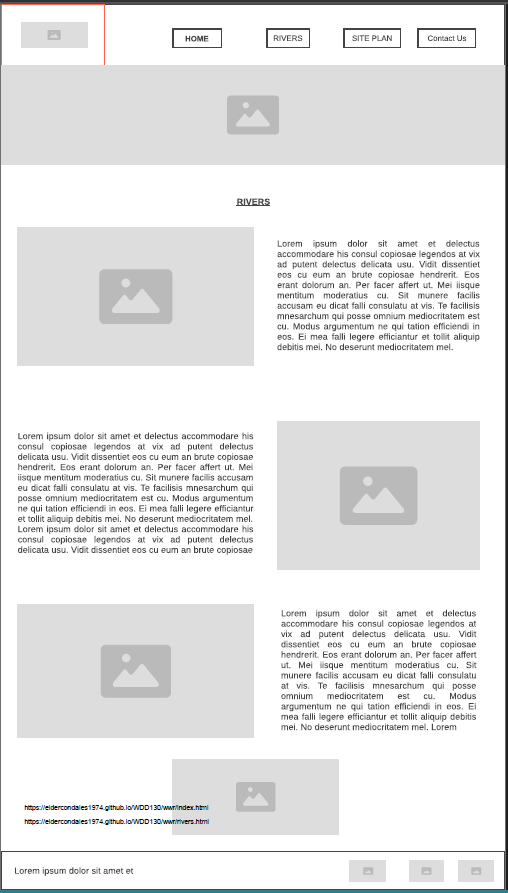 HOME
RIVERS
SITE PLAN
Contact Us
RIVERS
Lorem ipsum dolor sit amet et delectus
accommodare his consul copiosae legendos at vix
ad putent delectus delicata usu. Vidit dissentiet
eos cu eum an brute copiosae hendrerit. Eos
erant dolorum an. Per facer affert ut. Mei iisque
mentitum moderatius cu. Sit munere facilis
accusam eu dicat falli consulatu at vis. Te facilisis
mnesarchum qui posse omnium mediocritatem est
cu. Modus argumentum ne qui tation efficiendi in
eos. Ei mea falli legere efficiantur et tollit aliquip
debitis mei. No deserunt mediocritatem mel.
Lorem ipsum dolor sit amet et delectus accommodare his
consul copiosae legendos at vix ad putent delectus
delicata usu. Vidit dissentiet eos cu eum an brute copiosae
hendrerit. Eos erant dolorum an. Per facer affert ut. Mei
iisque mentitum moderatius cu. Sit munere facilis accusam
eu dicat falli consulatu at vis. Te facilisis mnesarchum qui
posse omnium mediocritatem est cu. Modus argumentum
ne qui tation efficiendi in eos. Ei mea falli legere efficiantur
et tollit aliquip debitis mei. No deserunt mediocritatem mel.
Lorem ipsum dolor sit amet et delectus accommodare his
consul copiosae legendos at vix ad putent delectus
delicata usu. Vidit dissentiet eos cu eum an brute copiosae
Lorem ipsum dolor sit amet et delectus
accommodare his consul copiosae legendos at
vix ad putent delectus delicata usu. Vidit
dissentiet eos cu eum an brute copiosae
hendrerit. Eos erant dolorum an. Per facer affert
ut. Mei iisque mentitum moderatius cu. Sit
munere facilis accusam eu dicat falli consulatu
at vis. Te facilisis mnesarchum qui posse
omnium mediocritatem est cu. Modus
argumentum ne qui tation efficiendi in eos. Ei
mea falli legere efficiantur et tollit aliquip debitis
mei. No deserunt mediocritatem mel. Lorem
https://eldercondales1974.github.io/WDD130/wwr/index.html
https://eldercondales1974.github.io/WDD130/wwr/rivers.html
Lorem ipsum dolor sit amet et